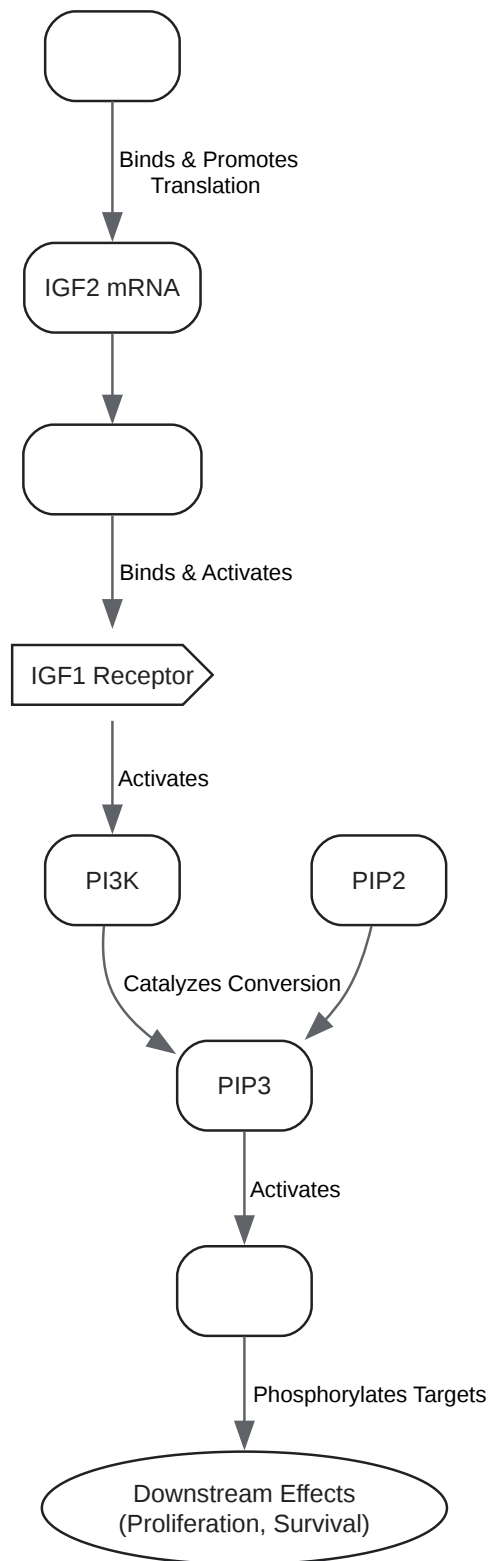 Binds & Promotes
Translation
IGF2 mRNA
Binds & Activates
IGF1 Receptor
Activates
PI3K
PIP2
Catalyzes Conversion
PIP3
Activates
Phosphorylates Targets
Downstream Effects
(Proliferation, Survival)